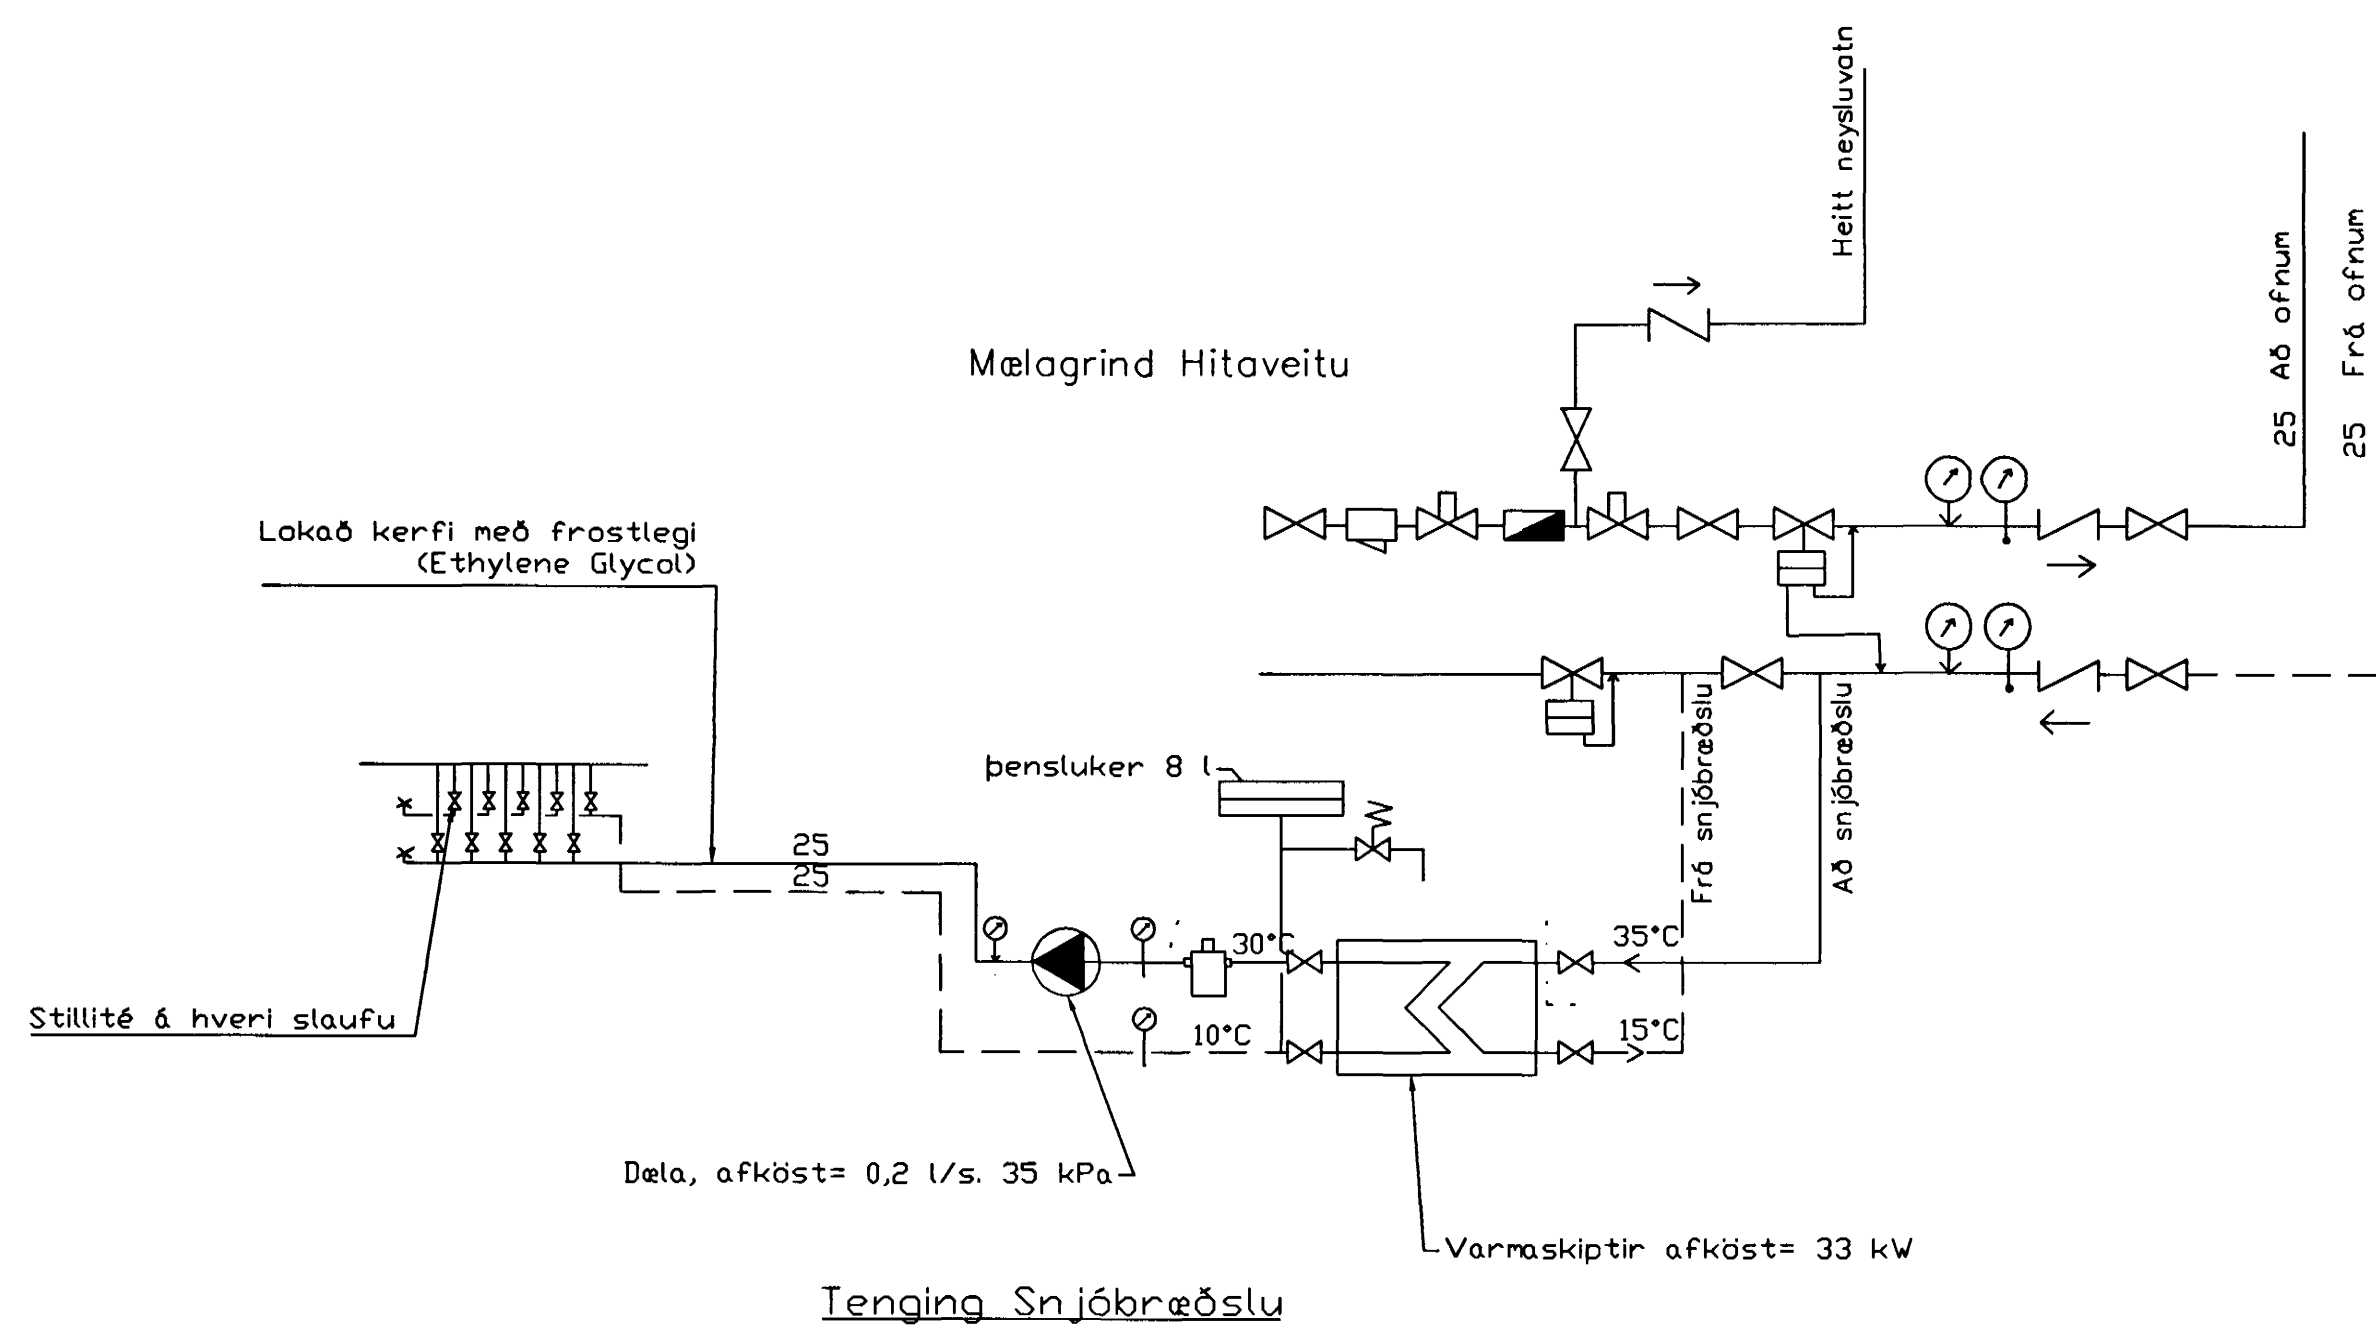 Heitt neysluvatn
25 Að ofnum
25 Frá ofnum
Mælagrind Hitaveitu
Lokað kerfi með frostlegi
(Ethylene Glycol)
þensluker 8 l
Frá snjóbræðslu
Að snjóbræðslu
25
25
30°C
35°C
10°C
15°C
Stillité á hveri slaufu
Dæla, afköst= 0,2 l/s. 35 kPa
Varmaskiptir afköst= 33 kW
Tenging Snjóbræðslu